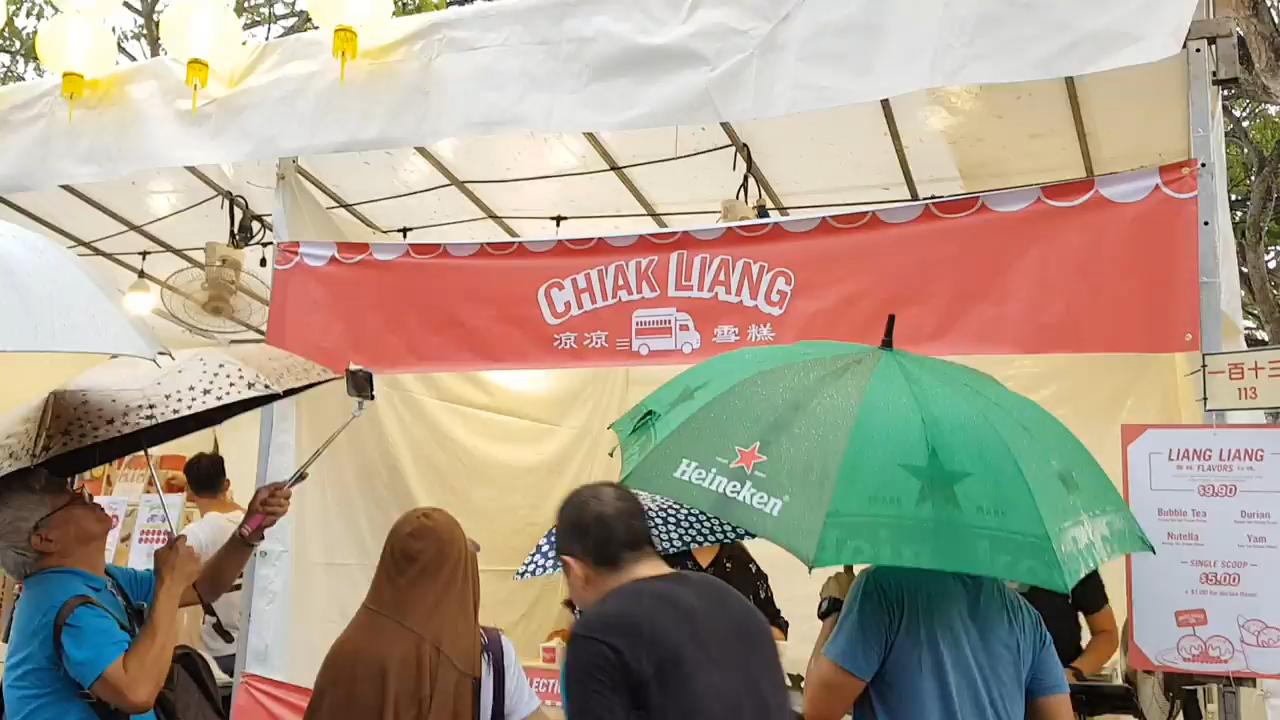 CHIAK LIANG
凉凉 雪糕
Heineken®
一百十三
113
LIANG LIANG
FLAVORS
$9.90
Bubble Tea Durian
Nutella Yam
SINGLE SCOOP
$5.00